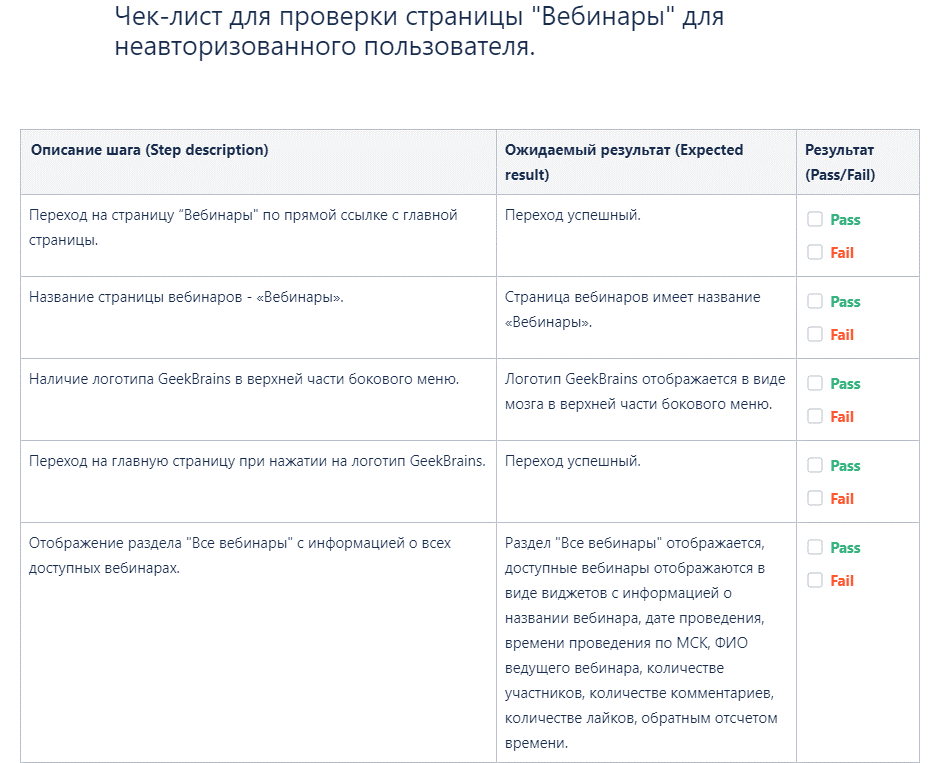 Чек-лист для проверки страницы "Вебинары" для
неавторизованного пользователя.
Описание шага (Step description)
Ожидаемый результат (Expected
result)
Результат
(Pass/Fail)
Переход на страницу “Вебинары" по прямой ссылке с главной
страницы.
Переход успешный.
Pass
Fail
Название страницы вебинаров - «Вебинары».
Страница вебинаров имеет название
«Вебинары».
Pass
Fail
Наличие логотипа GeekBrains в верхней части бокового меню.
Логотип GeekBrains отображается в виде
мозга в верхней части бокового меню.
Pass
Fail
Переход на главную страницу при нажатии на логотип GeekBrains.
Переход успешный.
Pass
Fail
Отображение раздела "Все вебинары" с информацией о всех
доступных вебинарах.
Раздел "Все вебинары" отображается,
доступные вебинары отображаются в
виде виджетов с информацией о
названии вебинара, дате проведения,
времени проведения по МСК, ФИО
ведущего вебинара, количестве
участников, количестве комментариев,
количестве лайков, обратным отсчетом
времени.
Pass
Fail